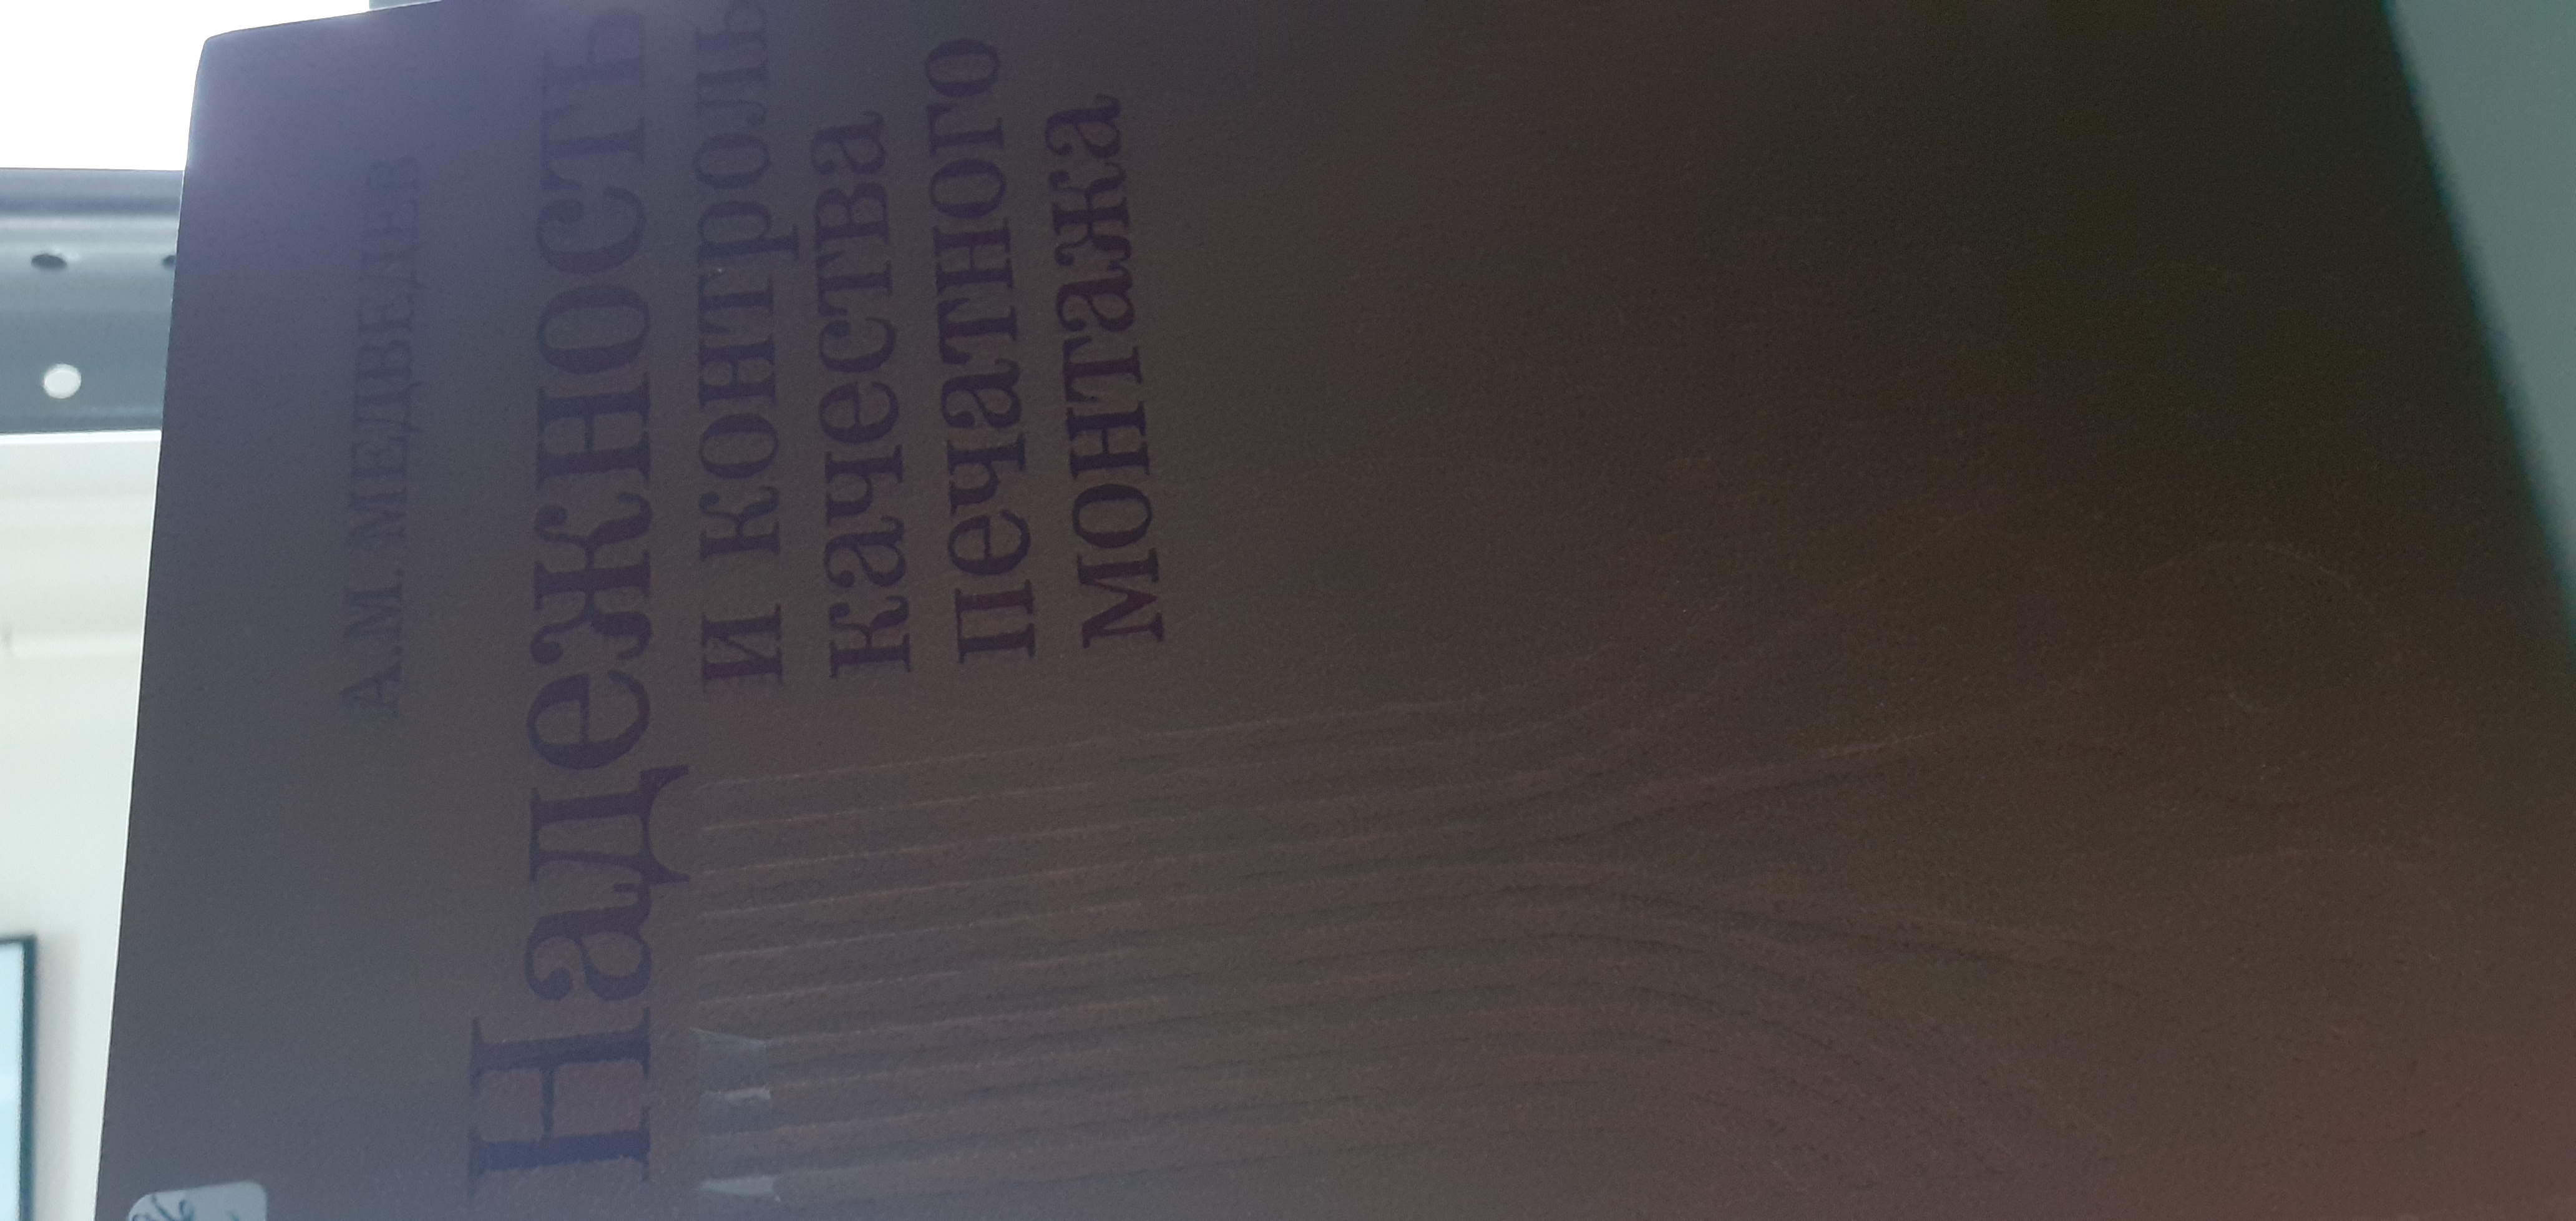 А.М. МЕДВЕДЕВ
Надежность
и контроль
качества
печатного
монтажа